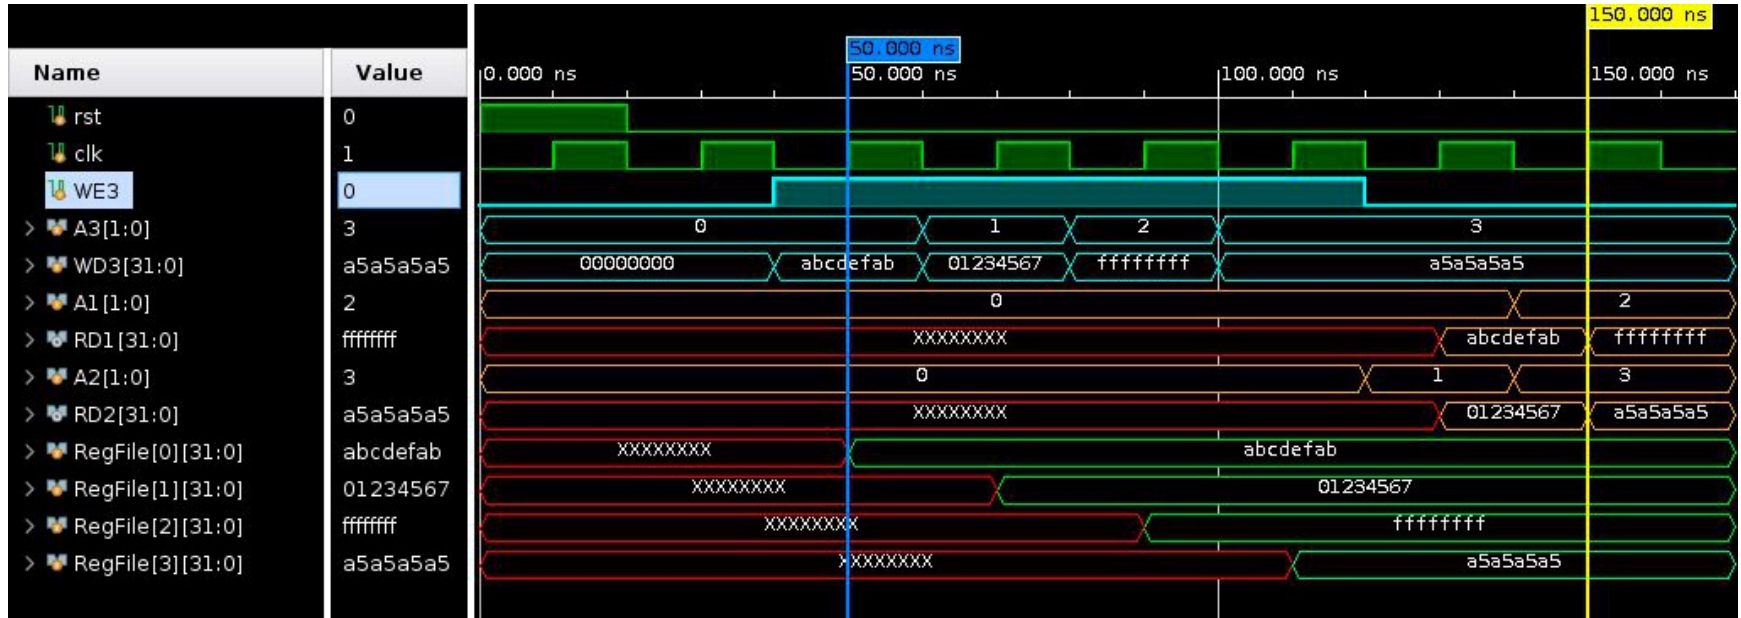 150.000 ns
50.000 ns
Name Value 0.000 ns 50.000 ns 100.000 ns 150.000 ns
rst 0
clk 1
WE3 0
A3[1:0] 3 0 1 2 3
WD3[31:0] a5a5a5a5 00000000 abcdefab 01234567 ffffffff a5a5a5a5
A1[1:0] 2 0 2
RD1[31:0] ffffffff XXXXXXXX abcdefab ffffffff
A2[1:0] 3 0 1 3
RD2[31:0] a5a5a5a5 XXXXXXXX 01234567 a5a5a5a5
RegFile[0][31:0] abcdefab XXXXXXXX abcdefab
RegFile[1][31:0] 01234567 XXXXXXXX 01234567
RegFile[2][31:0] ffffffff XXXXXXXX ffffffff
RegFile[3][31:0] a5a5a5a5 XXXXXXXX a5a5a5a5